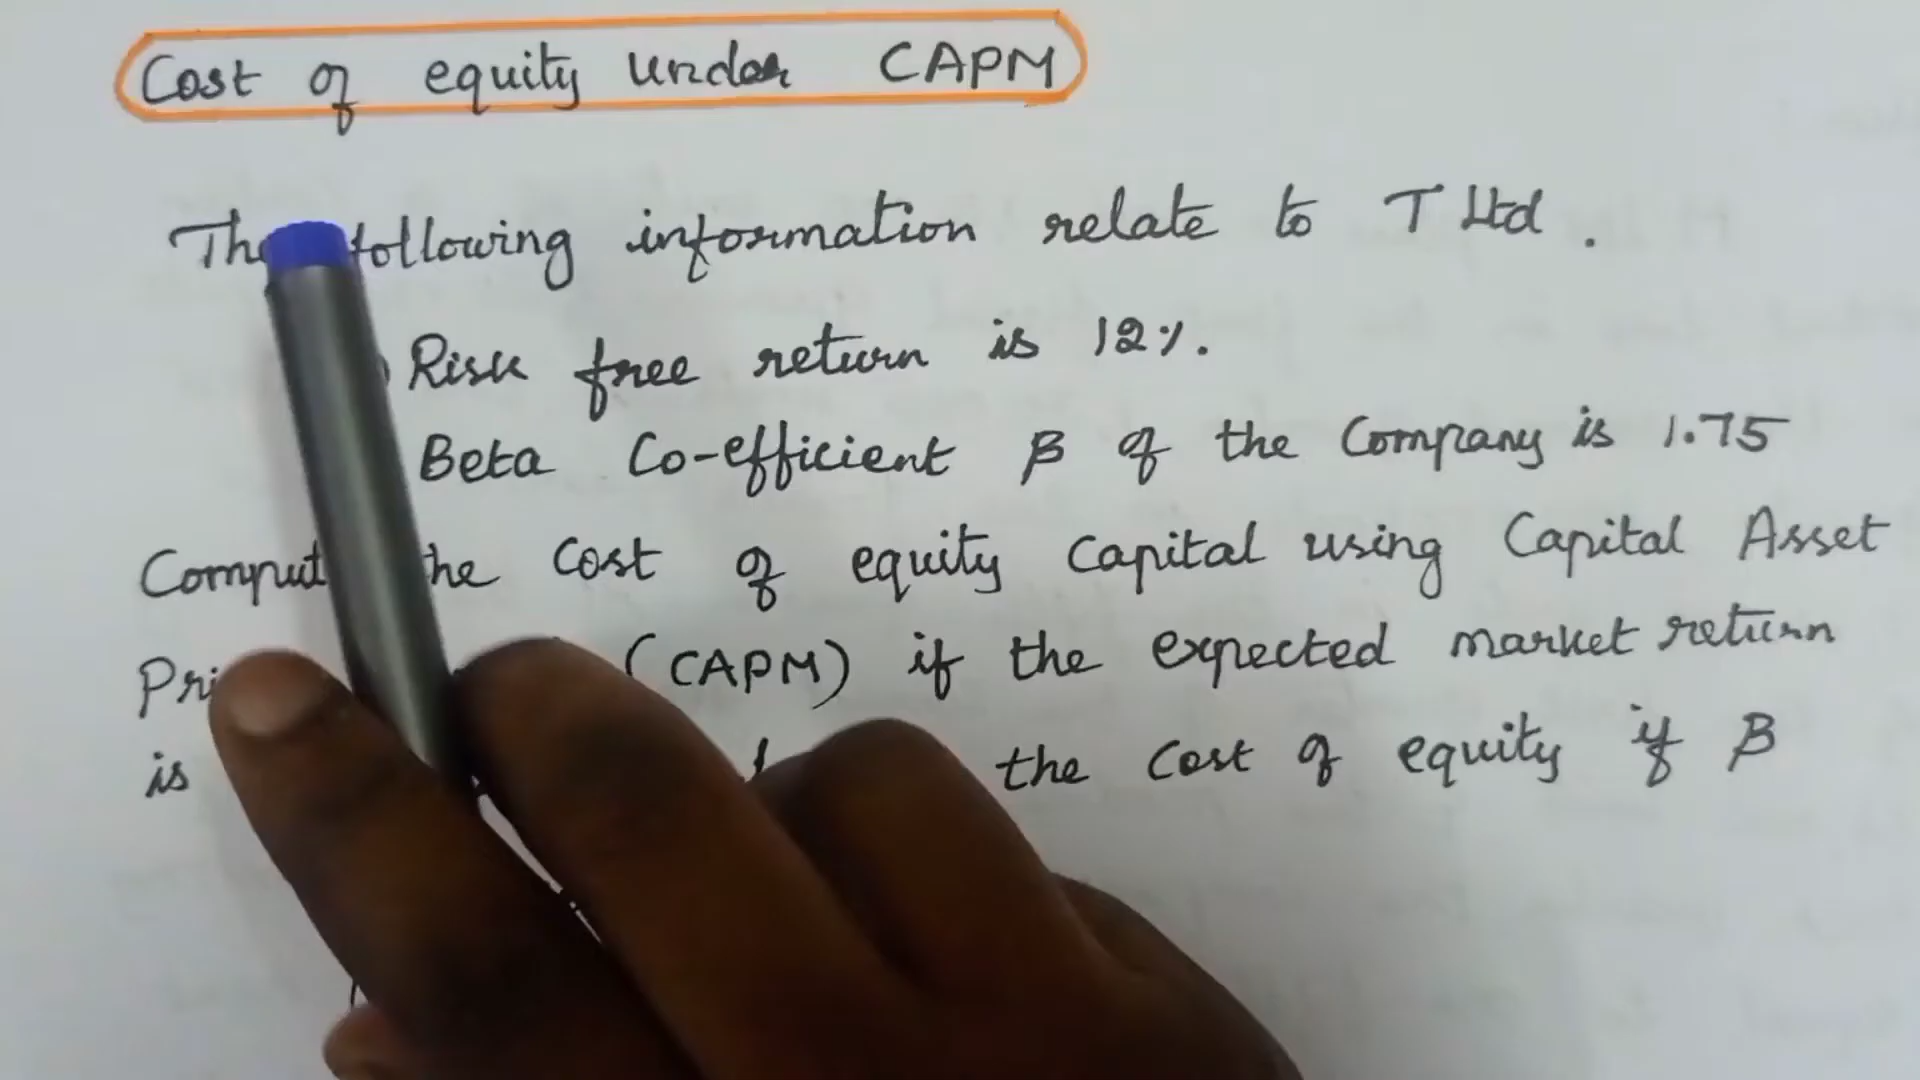 Cost of equity under CAPM
The following information relate to T Ltd.
Risk free return is 12%.
Beta Co-efficient β of the Company is 1.75
the Cost of equity Capital using Capital Asset
(CAPM) if the expected market return
is the Cost of equity if β